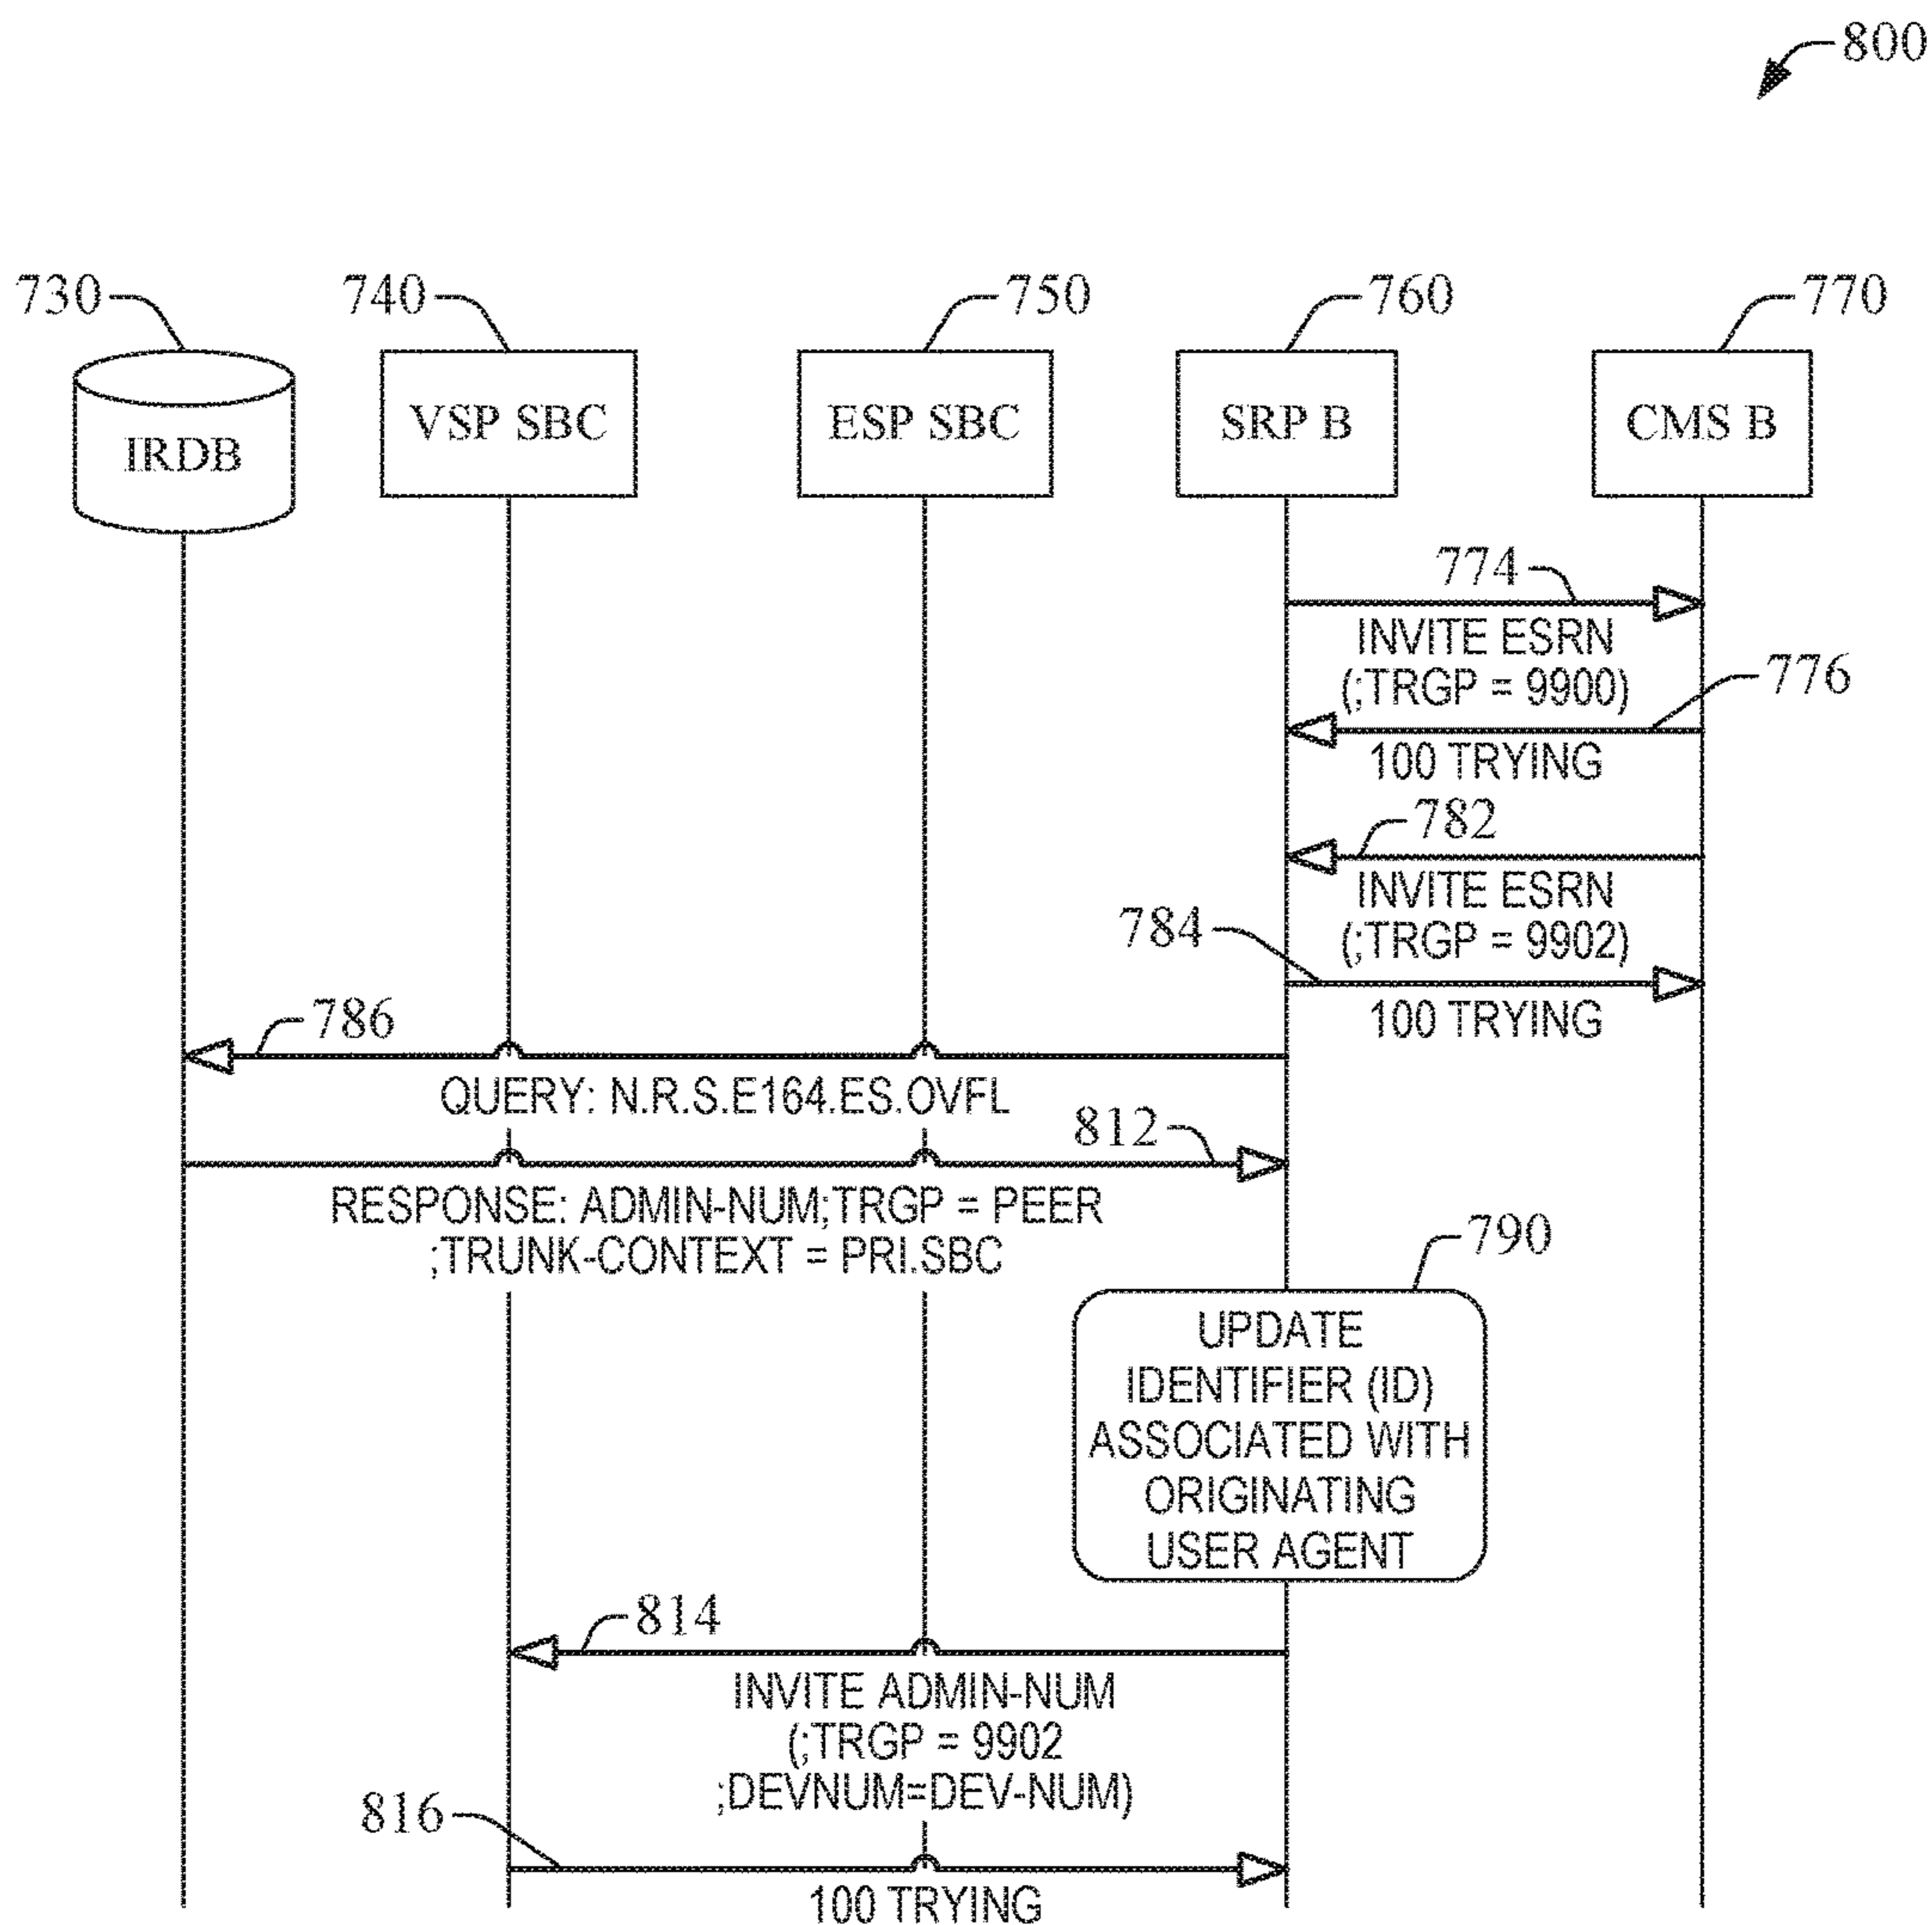 800
730
740
750
760
770
IRDB
VSP SBC
ESP SBC
SRP B
CMS B
774
INVITE ESRN
(;TRGP = 9900)
776
100 TRYING
782
INVITE ESRN
(;TRGP = 9902)
784
100 TRYING
786
QUERY: N.R.S.E164.ES.OVFL
812
RESPONSE: ADMIN-NUM;TRGP = PEER
;TRUNK-CONTEXT = PRI.SBC
790
UPDATE
IDENTIFIER (ID)
ASSOCIATED WITH
ORIGINATING
USER AGENT
814
INVITE ADMIN-NUM
(;TRGP = 9902
;DEVNUM=DEV-NUM)
816
100 TRYING